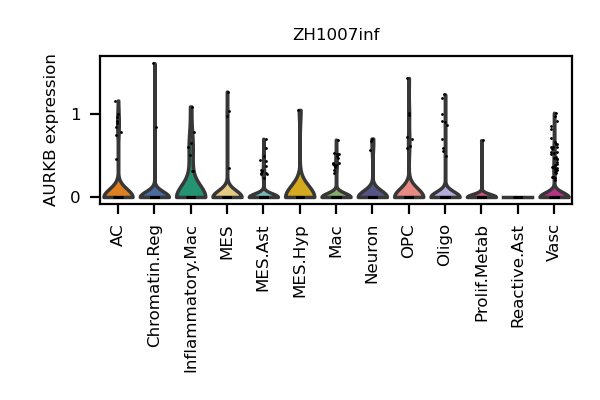 ZH1007inf
AURKB expression
1
0
AC
Chromatin.Reg
Inflammatory.Mac
MES
MES.Ast
MES.Hyp
Mac
Neuron
OPC
Oligo
Prolif.Metab
Reactive.Ast
Vasc